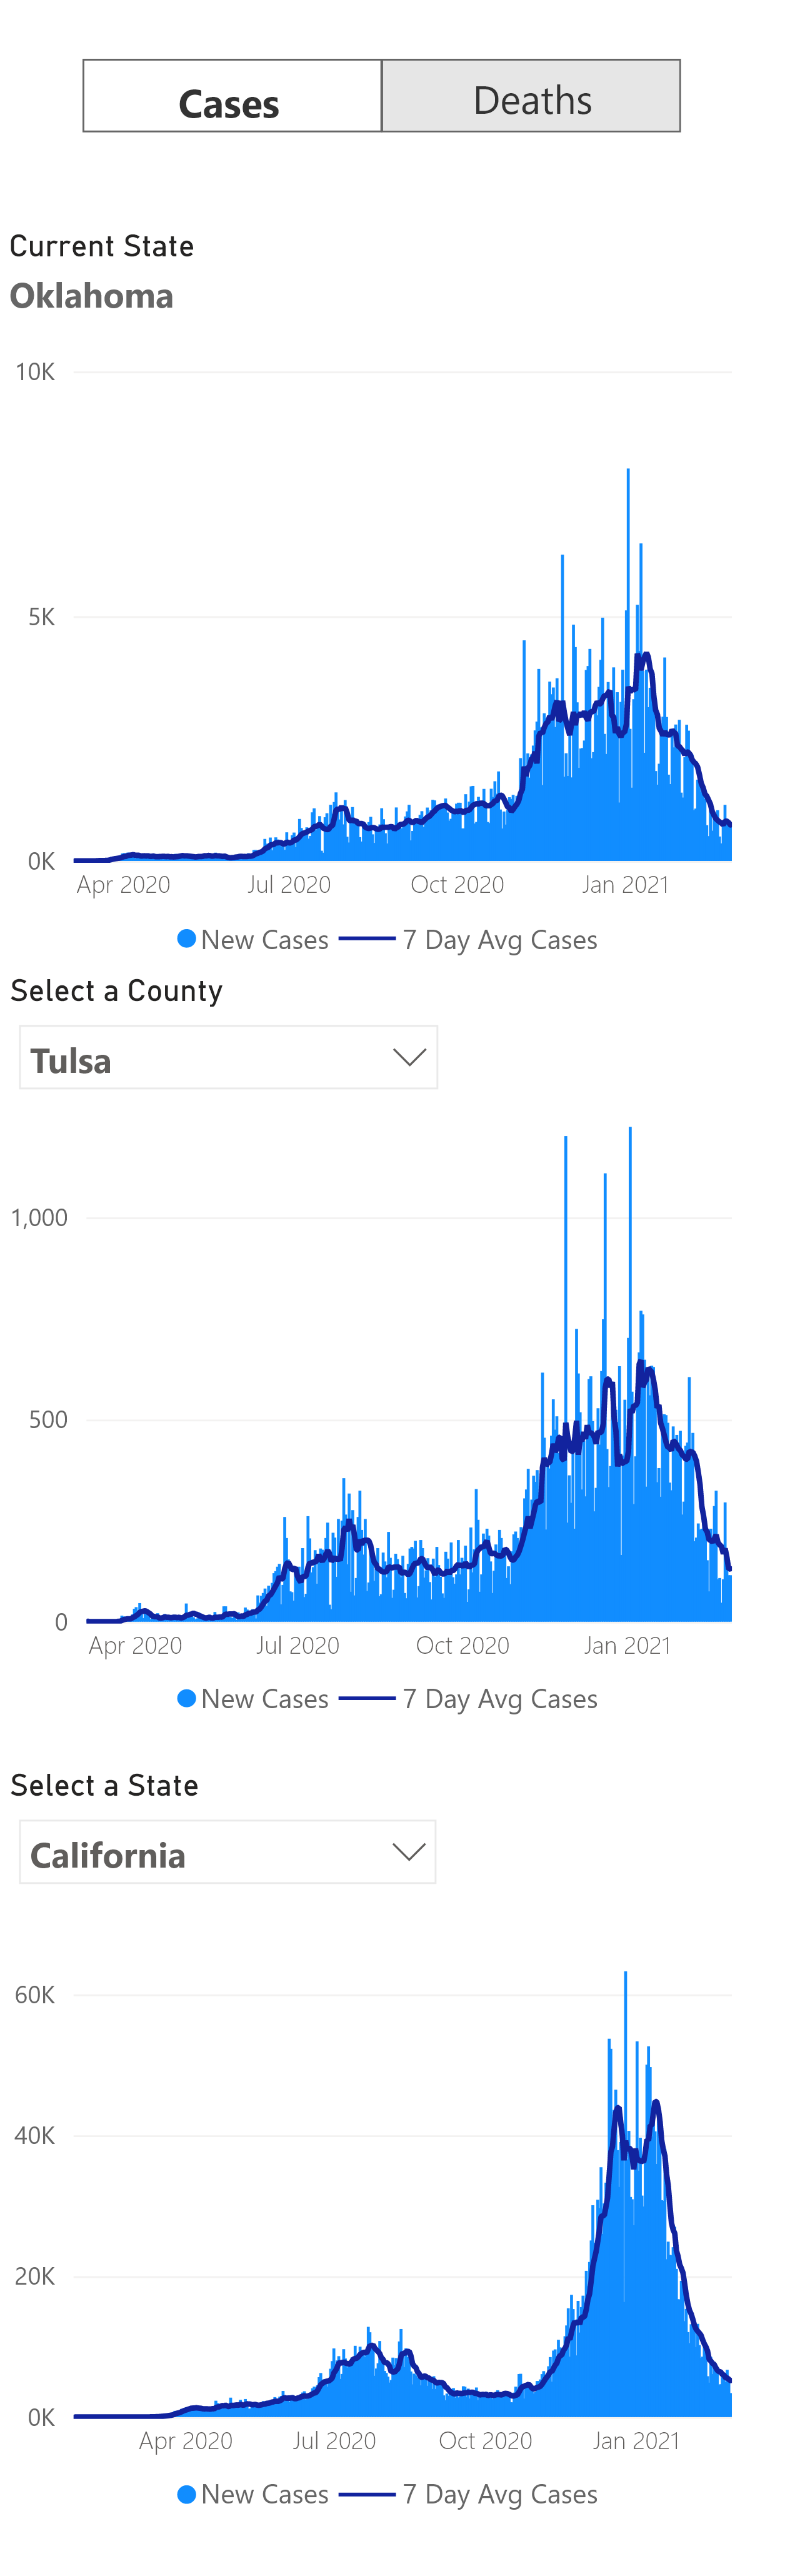 Cases Deaths
Current State
Oklahoma
10K
5K
0K
Apr 2020 Jul 2020 Oct 2020 Jan 2021
New Cases 7 Day Avg Cases
Select a County
Tulsa
1,000
500
0
Apr 2020 Jul 2020 Oct 2020 Jan 2021
New Cases 7 Day Avg Cases
Select a State
California
60K
40K
20K
0K
Apr 2020 Jul 2020 Oct 2020 Jan 2021
New Cases 7 Day Avg Cases